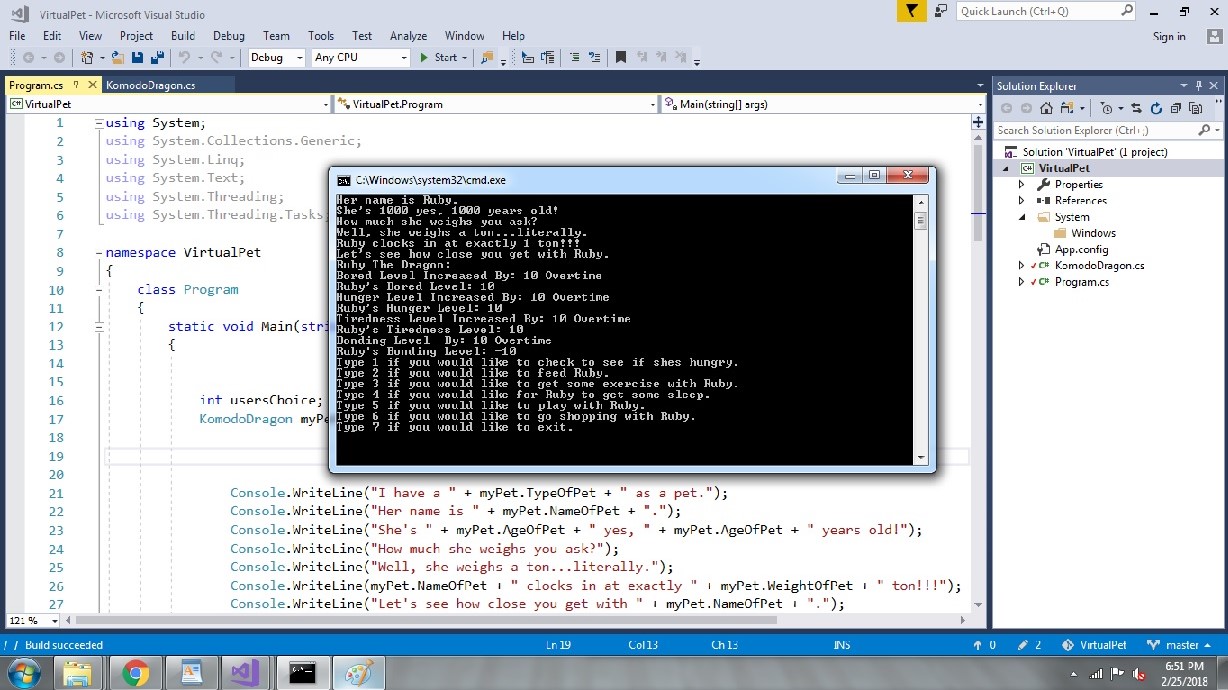 VirtualPet - Microsoft Visual Studio
Quick Launch (Ctrl+Q)
File Edit View Project Build Debug Team Tools Test Analyze Window Help
Sign in
Debug Any CPU Start
Program.cs KomodoDragon.cs
VirtualPet VirtualPet.Program Main(string[] args)
1 using System;
2 using System.Collections.Generic;
3 using System.Linq;
4 using System.Text;
5 using System.Threading;
6 using System.Threading.Tasks;
7
8 namespace VirtualPet
9 {
10 class Program
11 {
12 static void Main(stri
13 {
14
15
16 int usersChoice;
17 KomodoDragon myPe
18
19
20
21 Console.WriteLine("I have a " + myPet.TypeOfPet + " as a pet.");
22 Console.WriteLine("Her name is " + myPet.NameOfPet + ".");
23 Console.WriteLine("She's " + myPet.AgeOfPet + " yes, " + myPet.AgeOfPet + " years old!");
24 Console.WriteLine("How much she weighs you ask?");
25 Console.WriteLine("Well, she weighs a ton...literally.");
26 Console.WriteLine(myPet.NameOfPet + " clocks in at exactly " + myPet.WeightOfPet + " ton!!!");
27 Console.WriteLine("Let's see how close you get with " + myPet.NameOfPet + ".");
C:\Windows\system32\cmd.exe
Her name is Ruby.
She's 1000 yes, 1000 years old!
How much she weighs you ask?
Well, she weighs a ton...literally.
Ruby clocks in at exactly 1 ton!!!
Let's see how close you get with Ruby.
Ruby The Dragon:
Bored Level Increased By: 10 Overtime
Ruby's Bored Level: 10
Hunger Level Increased By: 10 Overtime
Ruby's Hunger Level: 10
Tiredness Level Increased By: 10 Overtime
Ruby's Tiredness Level: 10
Bonding Level By: 10 Overtime
Ruby's Bonding Level: -10
Type 1 if you would like to check to see if shes hungry.
Type 2 if you would like to feed Ruby.
Type 3 if you would like to get some exercise with Ruby.
Type 4 if you would like for Ruby to get some sleep.
Type 5 if you would like to play with Ruby.
Type 6 if you would like to go shopping with Ruby.
Type 7 if you would like to exit.
Solution Explorer
Search Solution Explorer (Ctrl+;)
Solution 'VirtualPet' (1 project)
VirtualPet
Properties
References
System
Windows
App.config
KomodoDragon.cs
Program.cs
121 %
Build succeeded Ln 19 Col 13 Ch 13 INS 0 2 VirtualPet master
6:51 PM
2/25/2018